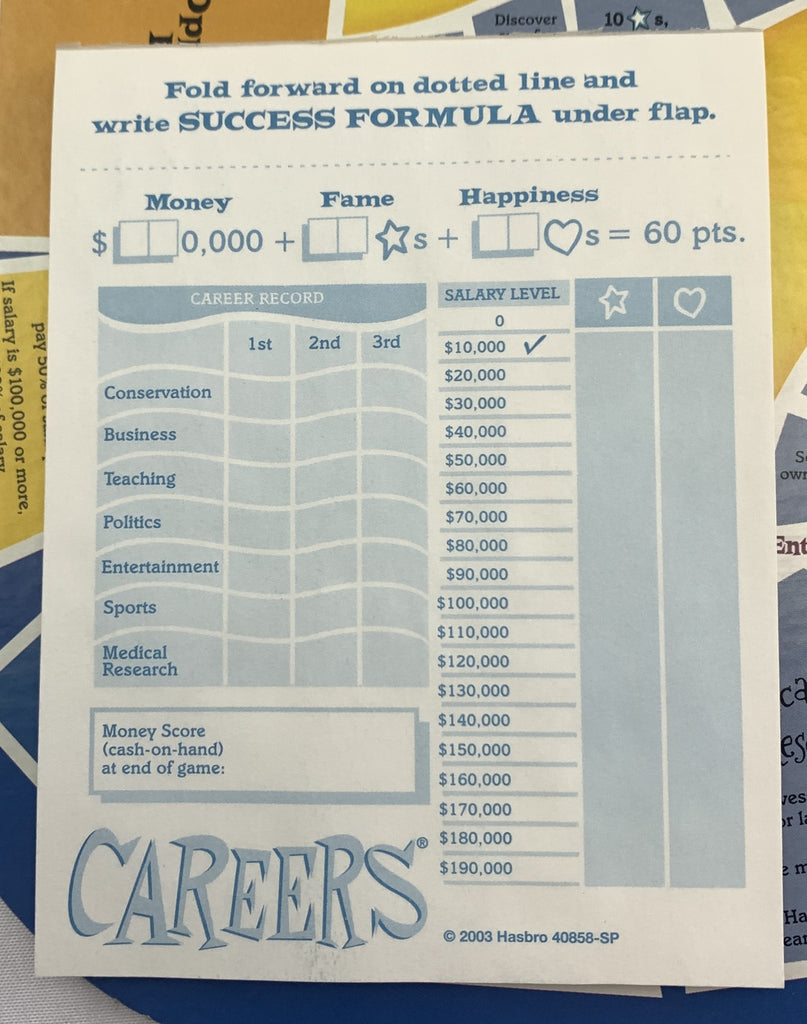 Discover
10 ☆s,
Fold forward on dotted line and
write SUCCESS FORMULA under flap.
Money Fame Happiness
$ 0,000 + ☆s + ♡s = 60 pts.
CAREER RECORD
1st 2nd 3rd
Conservation
Business
Teaching
Politics
Entertainment
Sports
Medical
Research
SALARY LEVEL ☆ ♡
0
$10,000 ✓
$20,000
$30,000
$40,000
$50,000
$60,000
$70,000
$80,000
$90,000
$100,000
$110,000
$120,000
$130,000
$140,000
$150,000
$160,000
$170,000
$180,000
$190,000
Money Score
(cash-on-hand)
at end of game:
CAREERS®
© 2003 Hasbro 40858-SP
If salary is $100,000 or more,